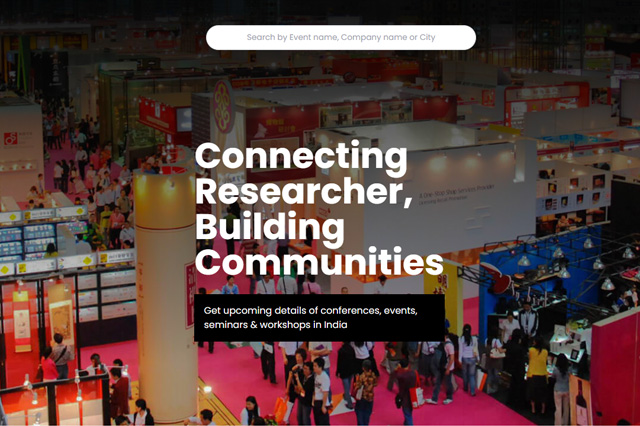 Search by Event name, Company name or City
Connecting
Researcher,
Building
Communities
Get upcoming details of conferences, events,
seminars & workshops in India